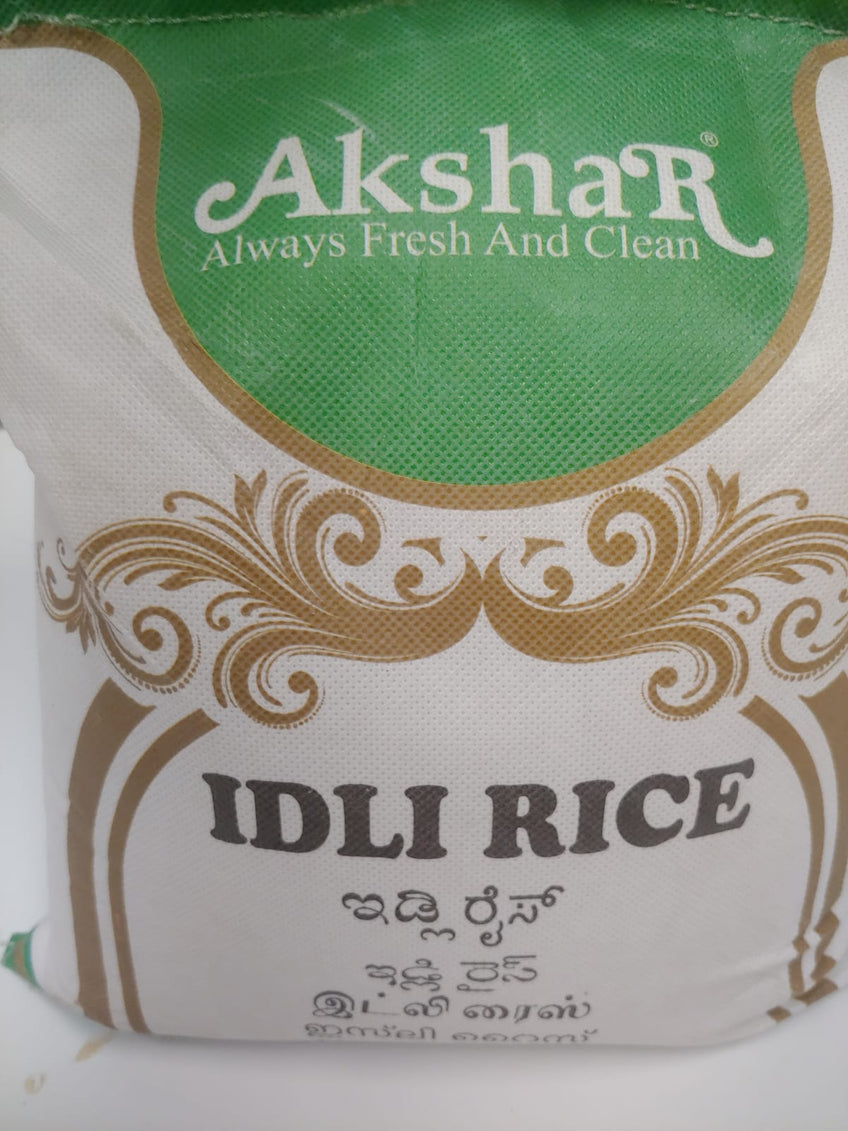 AkshaR®
Always Fresh And Clean
IDLI RICE
ಇಡ್ಲಿ ರೈಸ್
ఇడ్లి రైస్
இட்லி ரைஸ்
റൈസ്